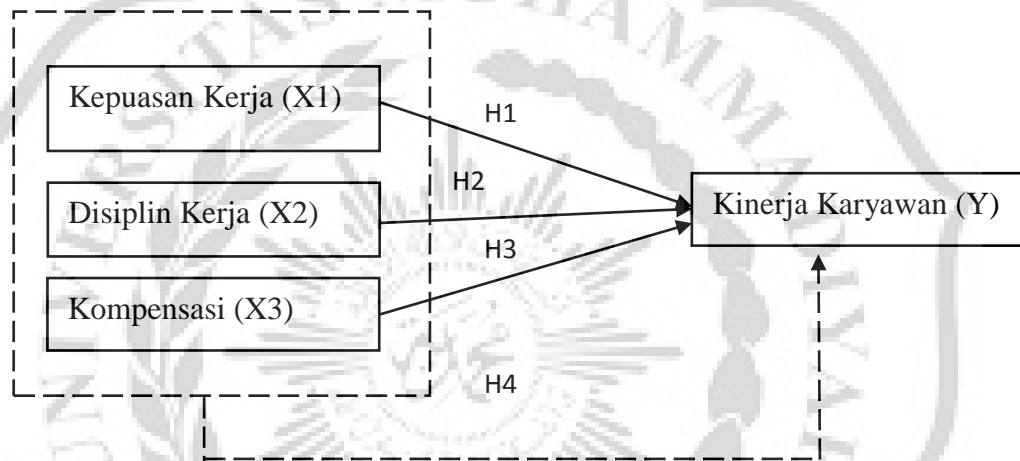 Kepuasan Kerja (X1)
H1
H2
Disiplin Kerja (X2)
Kinerja Karyawan (Y)
H3
Kompensasi (X3)
H4